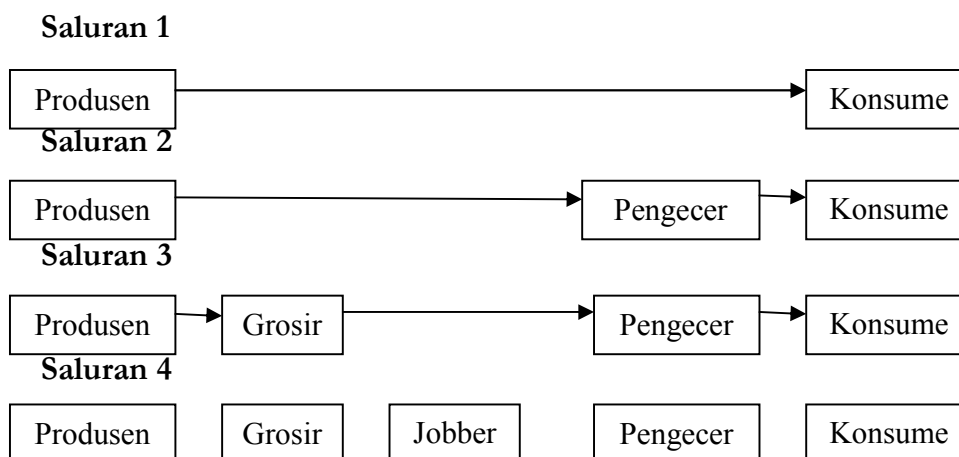 Saluran 1
Produsen Konsume
Saluran 2
Produsen Pengecer Konsume
Saluran 3
Produsen Grosir Pengecer Konsume
Saluran 4
Produsen Grosir Jobber Pengecer Konsume